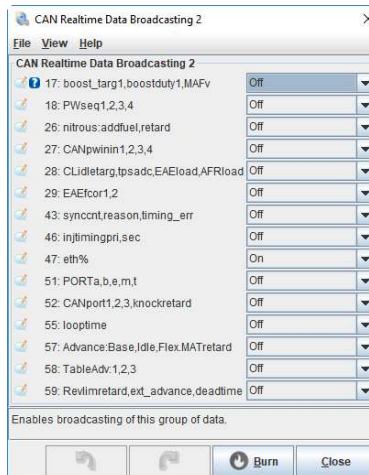 CAN Realtime Data Broadcasting 2
File View Help
CAN Realtime Data Broadcasting 2
17: boost_targ1,boostduty1,MAFv Off
18: PWseq1,2,3,4 Off
26: nitrous:addfuel,retard Off
27: CANpwinin1,2,3,4 Off
28: CLidletarg,tpsadc,EAEload,AFRload Off
29: EAEfcor1,2 Off
43: synccnt,reason,timing_err Off
46: injtimingpri,sec Off
47: eth% On
51: PORTa,b,e,m,t Off
52: CANport1,2,3,knockretard Off
55: looptime Off
57: Advance:Base,Idle,Flex.MATretard Off
58: TableAdv:1,2,3 Off
59: Revlimretard,ext_advance,deadtime Off
Enables broadcasting of this group of data.
Burn Close